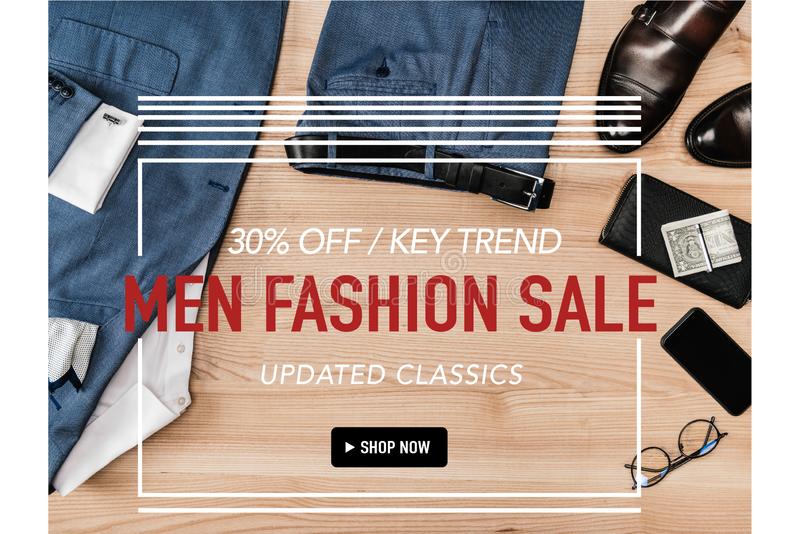 30% OFF / KEY TREND
MEN FASHION SALE
UPDATED CLASSICS
SHOP NOW